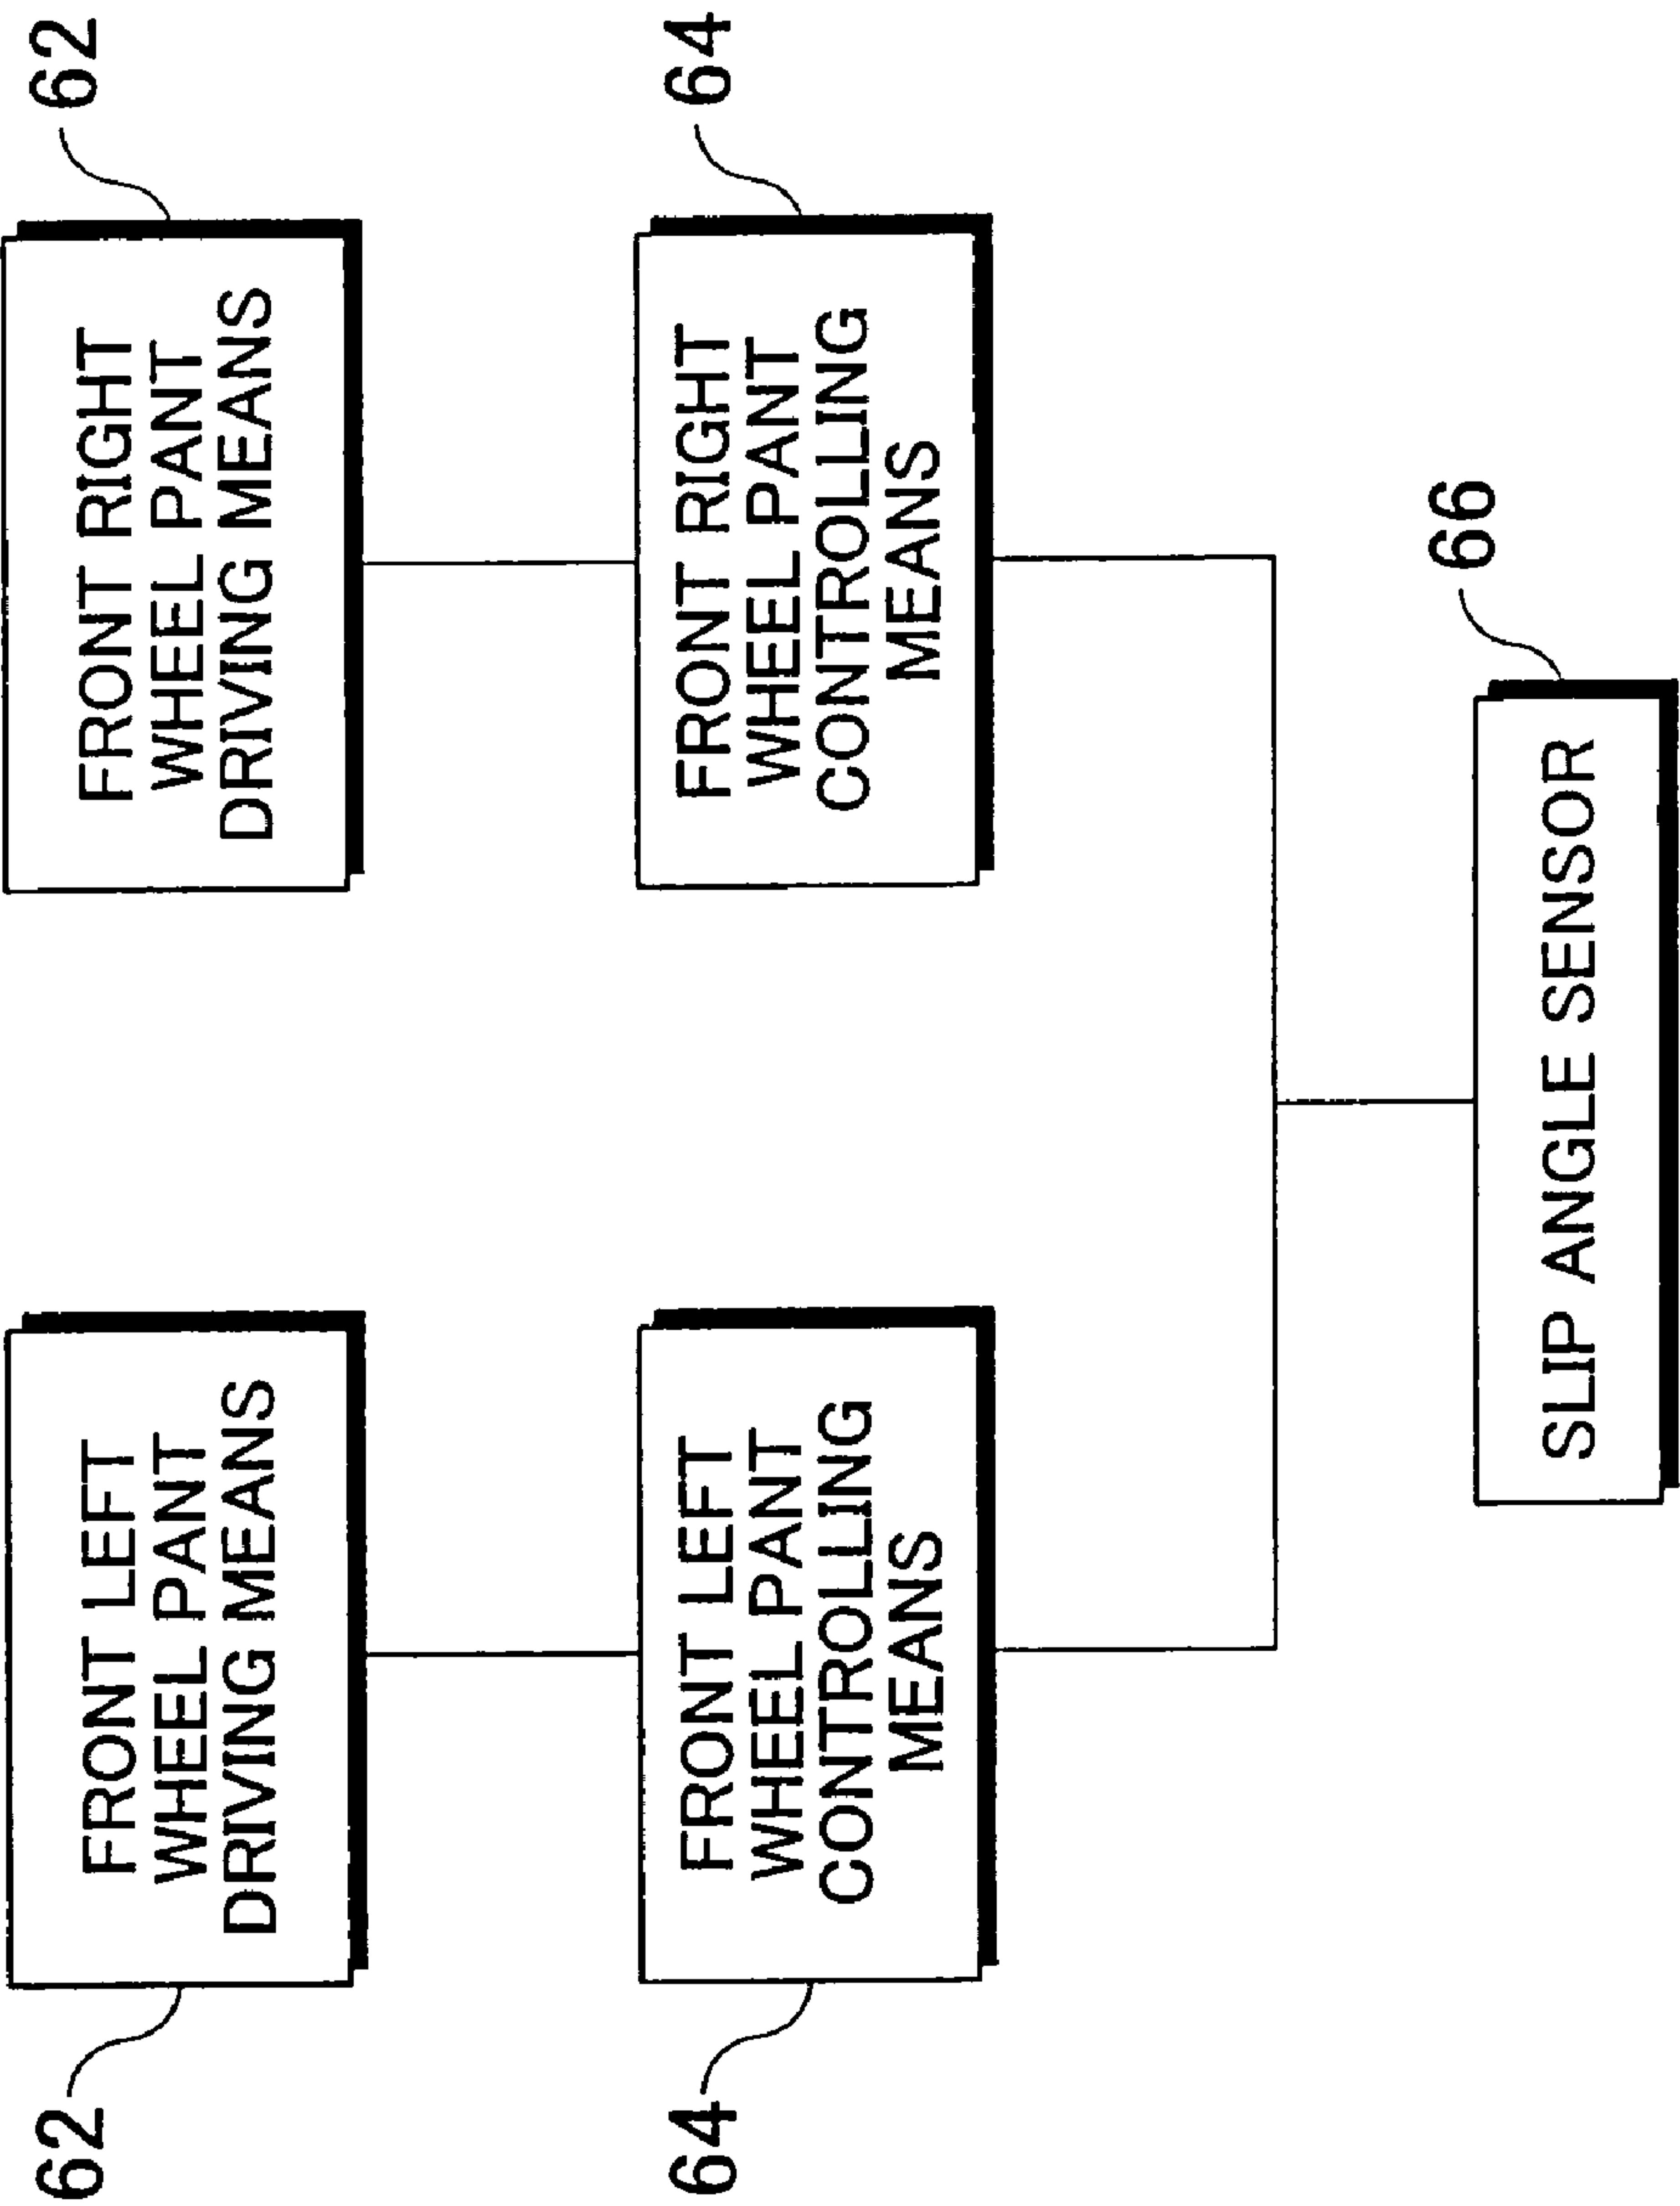 62
FRONT LEFT
WHEEL PANT
DRIVING MEANS
FRONT RIGHT
WHEEL PANT
DRIVING MEANS
62
64
FRONT LEFT
WHEEL PANT
CONTROLLING
MEANS
FRONT RIGHT
WHEEL PANT
CONTROLLING
MEANS
64
SLIP ANGLE SENSOR
66